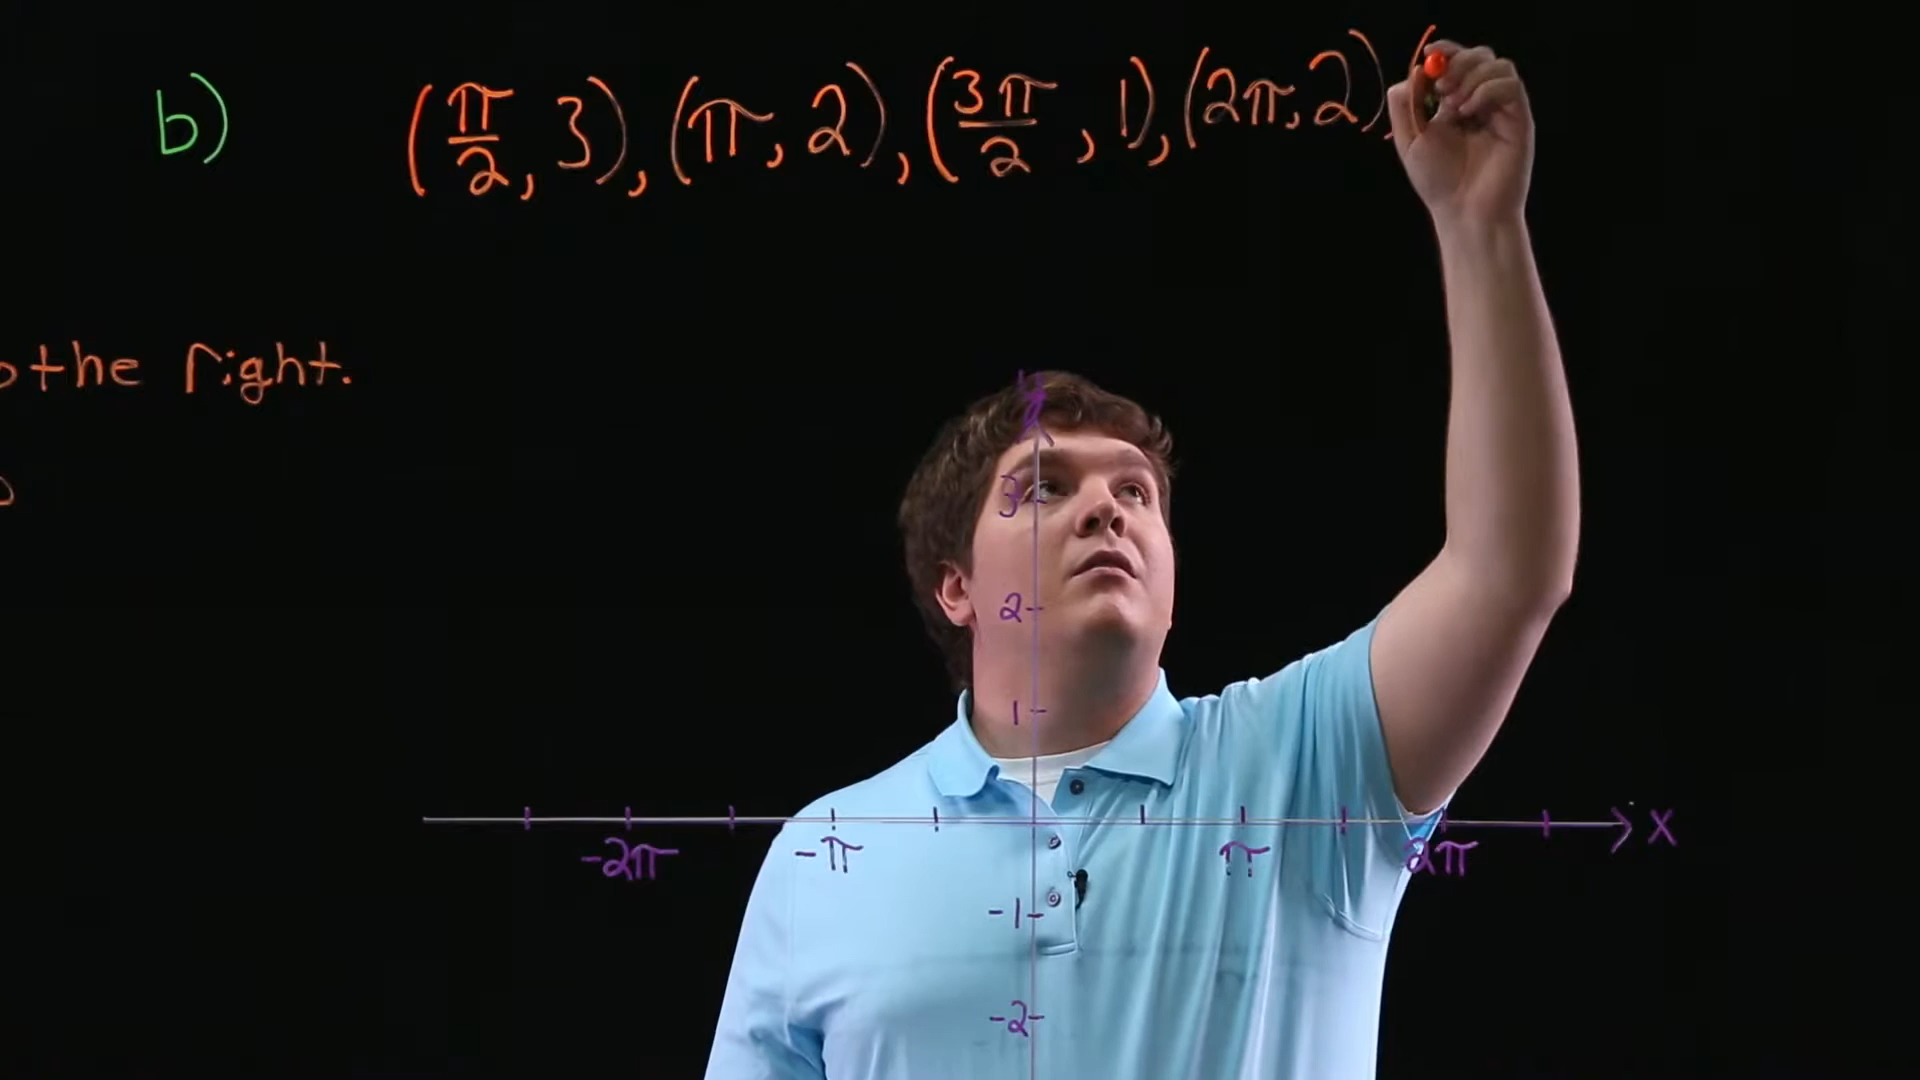 b) (π/2, 3), (π, 2), (3π/2, 1), (2π, 2), (
the right.
y
3
2
1
-2π -π π 2π x
-1
-2